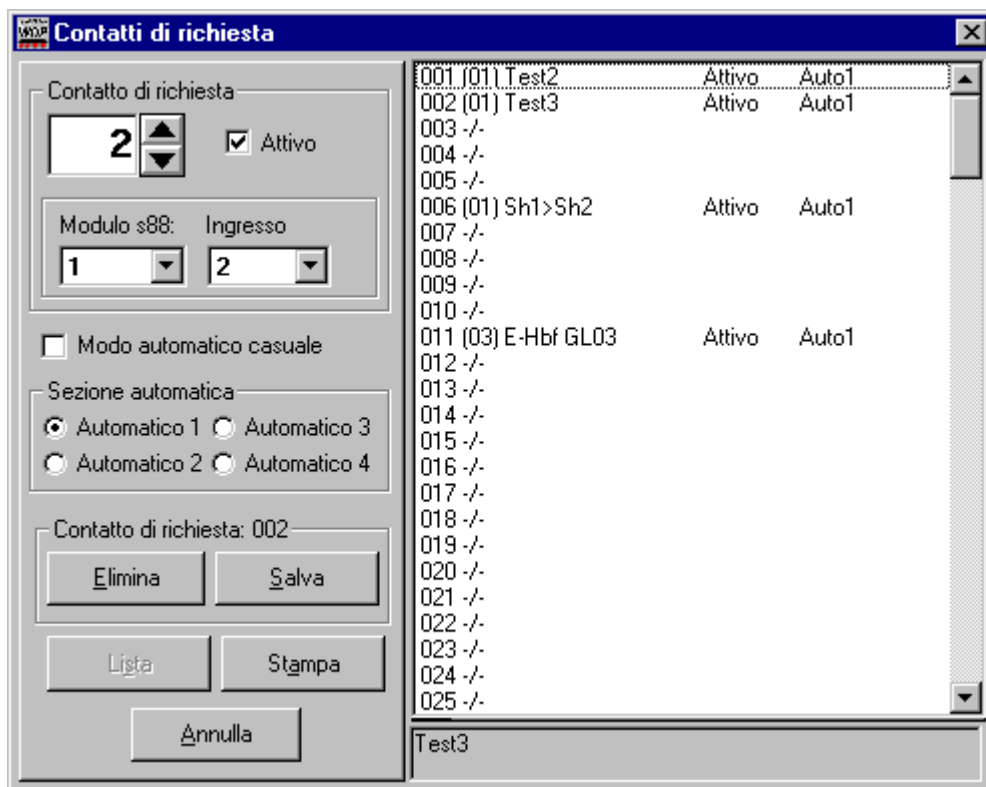 Contatti di richiesta
Contatto di richiesta
2
Attivo
Modulo s88: Ingresso
1 2
Modo automatico casuale
Sezione automatica
Automatico 1 Automatico 3
Automatico 2 Automatico 4
Contatto di richiesta: 002
Elimina Salva
Lista Stampa
Annulla
001 (01) Test2 Attivo Auto1
002 (01) Test3 Attivo Auto1
003 -/-
004 -/-
005 -/-
006 (01) Sh1>Sh2 Attivo Auto1
007 -/-
008 -/-
009 -/-
010 -/-
011 (03) E-Hbf GL03 Attivo Auto1
012 -/-
013 -/-
014 -/-
015 -/-
016 -/-
017 -/-
018 -/-
019 -/-
020 -/-
021 -/-
022 -/-
023 -/-
024 -/-
025 -/-
Test3